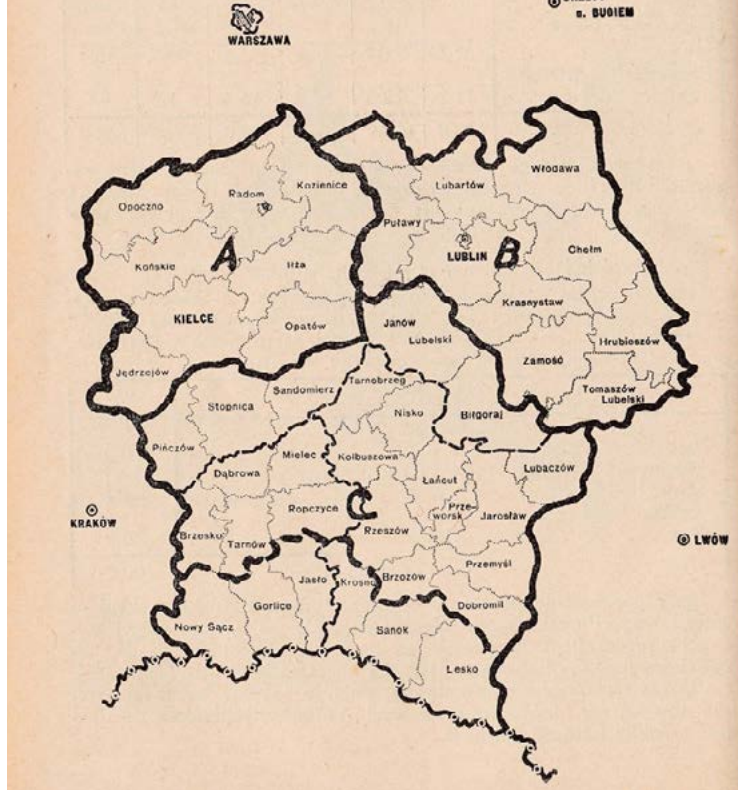 n. BUGIEM
WARSZAWA
Włodawa
Kozienice
Lubartów
Radom
Opoczno
Puławy
Chełm
LUBLIN
B
A
Iłża
Końskie
Krasnystaw
KIELCE
Janów
Lubelski
Opatów
Hrubieszów
Zamość
Jędrzejów
Tarnobrzeg
Tomaszów
Lubelski
Sandomierz
Stopnica
Nisko
Biłgoraj
Pińczów
Mielec
Kolbuszowa
Lubaczów
Dąbrowa
Łańcut
C
Prze-
worsk
Ropczyce
Jarosław
KRAKÓW
Rzeszów
Brzesko
Tarnów
LWÓW
Przemyśl
Jasło
Krosno
Brzozów
Gorlice
Dobromil
Nowy Sącz
Sanok
Lesko